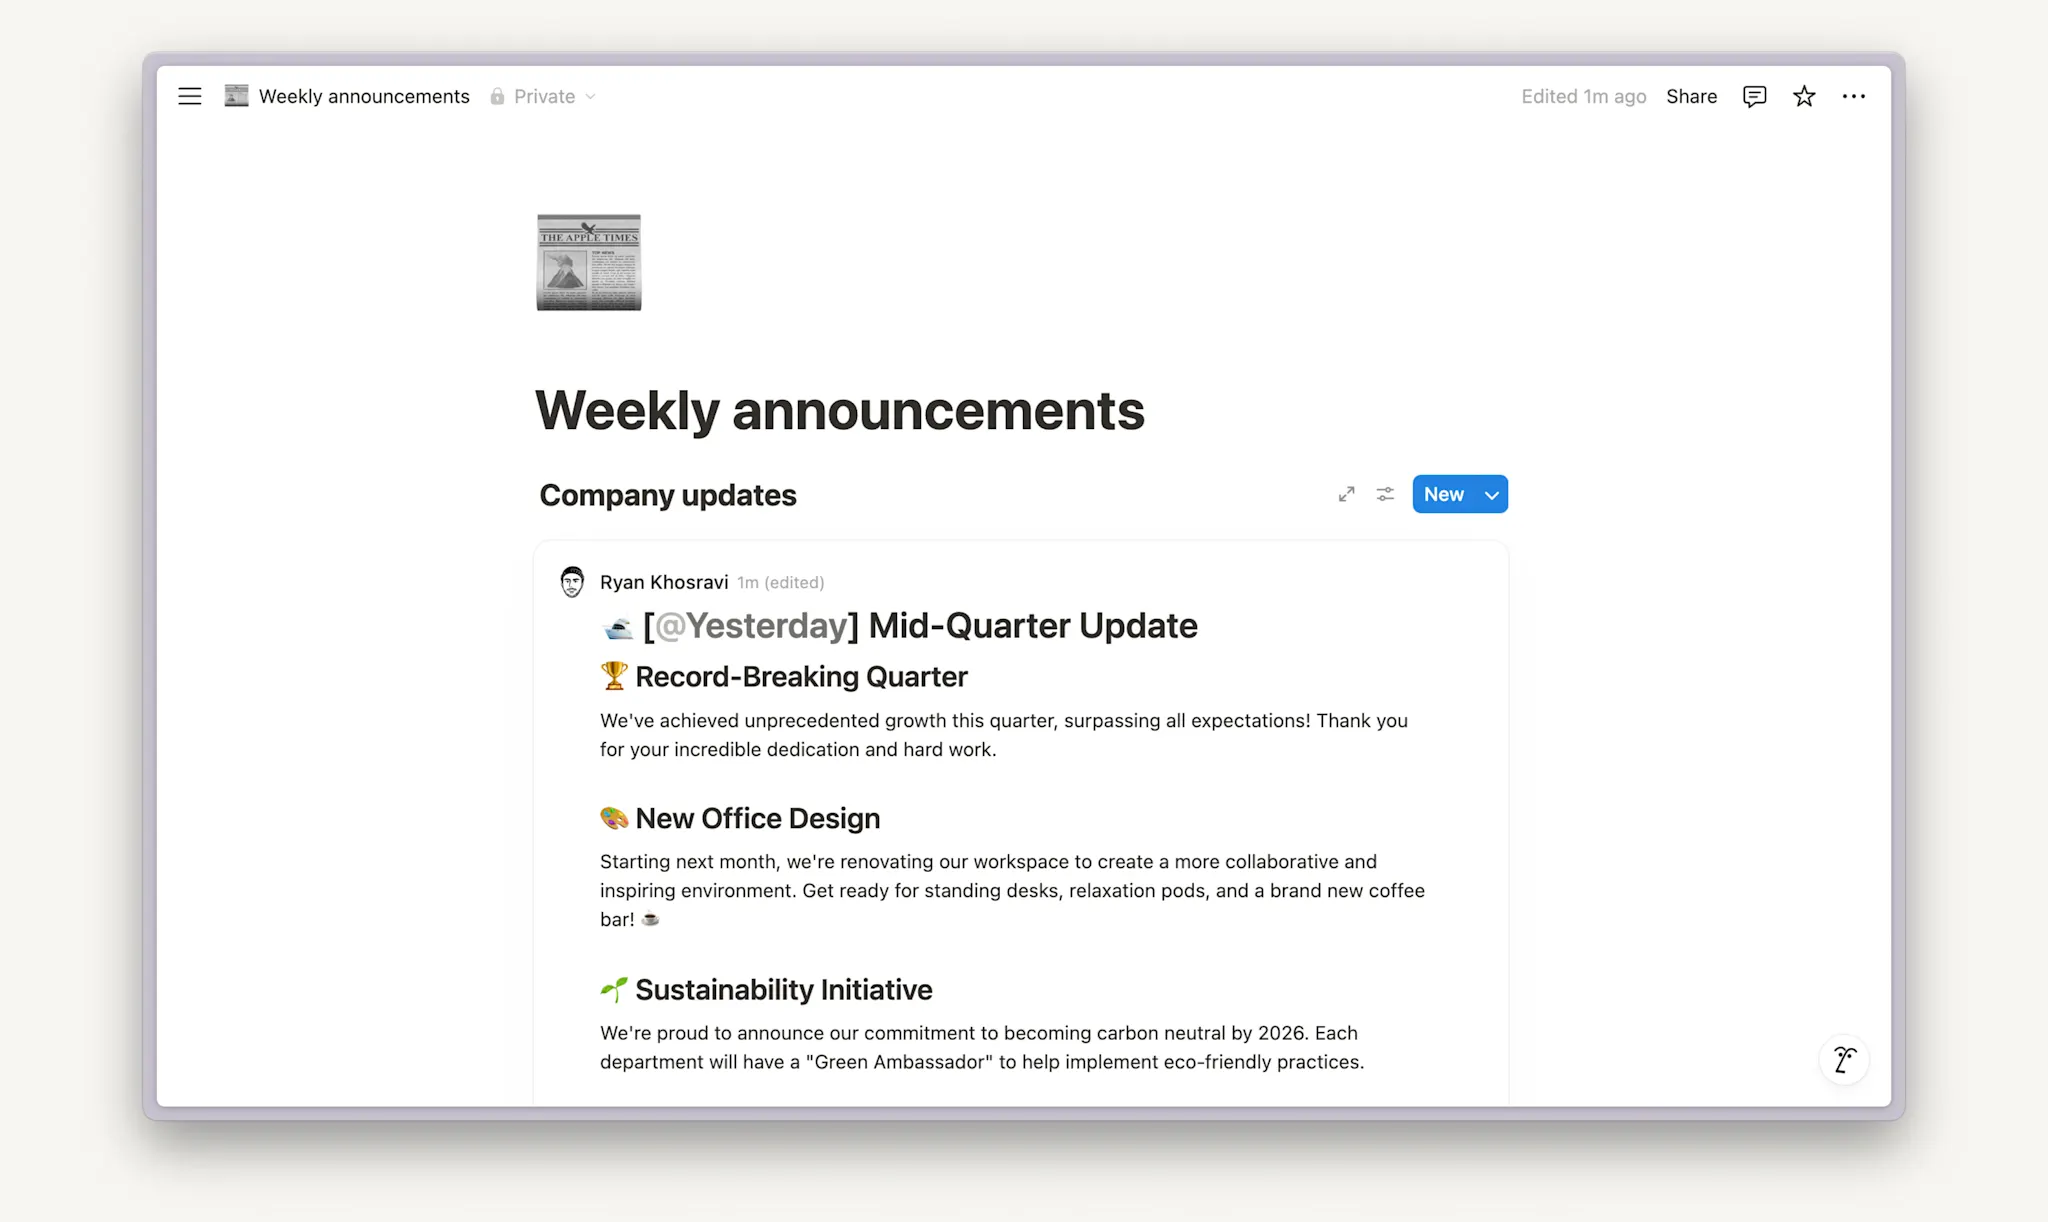 Weekly announcements Private
Edited 1m ago Share
THE APPLE TIMES
TOP NEWS
Weekly announcements
Company updates
New
Ryan Khosravi 1m (edited)
🛥️ [@Yesterday] Mid-Quarter Update
🏆 Record-Breaking Quarter
We've achieved unprecedented growth this quarter, surpassing all expectations! Thank you
for your incredible dedication and hard work.
🎨 New Office Design
Starting next month, we're renovating our workspace to create a more collaborative and
inspiring environment. Get ready for standing desks, relaxation pods, and a brand new coffee
bar! ☕
🌱 Sustainability Initiative
We're proud to announce our commitment to becoming carbon neutral by 2026. Each
department will have a "Green Ambassador" to help implement eco-friendly practices.